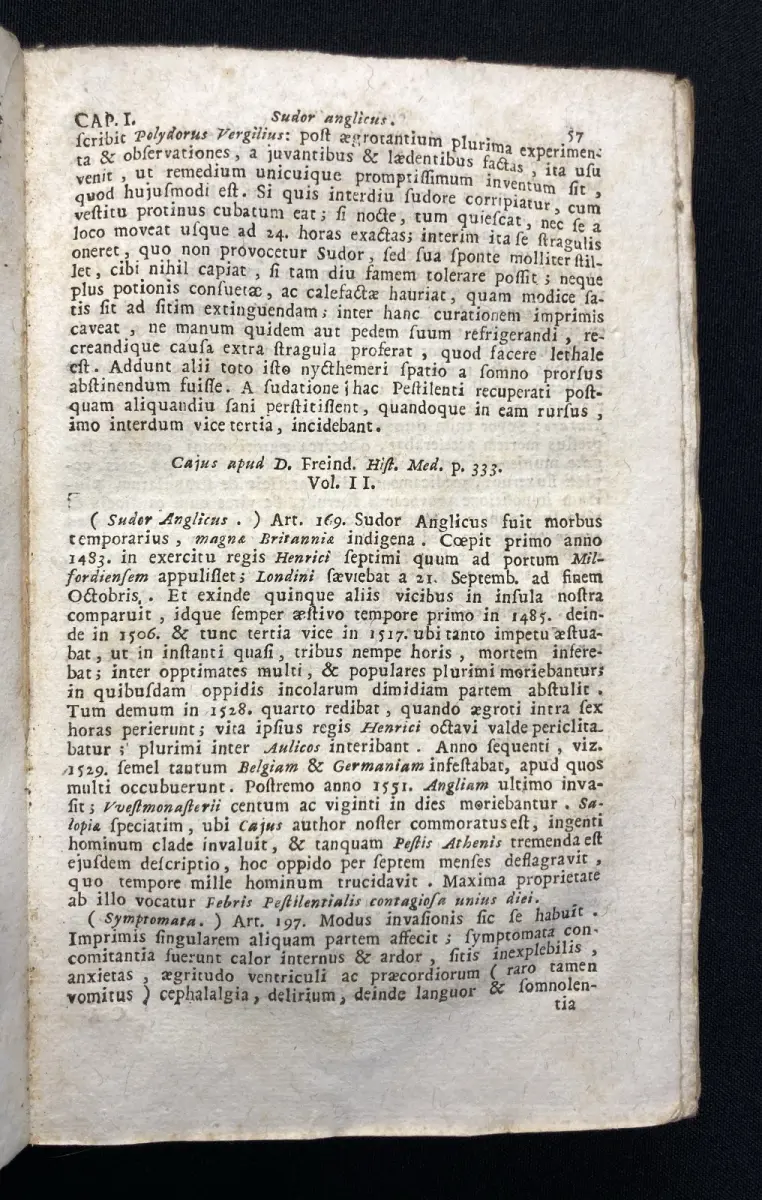 CAP. I. Sudor anglicus. 57
ſcribit Polydorus Vergilius: poſt ægrotantium plurima experimen-
ta & obſervationes, a juvantibus & lædentibus factas, ita uſu
venit, ut remedium unicuique promptiſſimum inventum ſit,
quod hujuſmodi eſt. Si quis interdiu ſudore corripiatur, cum
veſtitu protinus cubatum eat; ſi nocte, tum quieſcat, nec ſe a
loco moveat uſque ad 24. horas exactas; interim ita ſe ſtragulis
oneret, quo non provocetur Sudor, ſed ſua ſponte molliter ſtil-
let, cibi nihil capiat, ſi tam diu famem tolerare poſſit; neque
plus potionis conſuetæ, ac calefactæ hauriat, quam modice ſa-
tis ſit ad ſitim extinguendam; inter hanc curationem imprimis
caveat, ne manum quidem aut pedem ſuum refrigerandi, re-
creandique cauſa extra ſtragula proferat, quod facere lethale
eſt. Addunt alii toto iſto nycthemeri ſpatio a ſomno prorſus
abſtinendum fuiſſe. A ſudatione hac Peſtilenti recuperati poſt-
quam aliquandiu ſani perſtitiſſent, quandoque in eam rurſus,
imo interdum vice tertia, incidebant.
Cajus apud D. Freind. Hiſt. Med. p. 333.
Vol. II.
( Sudor Anglicus. ) Art. 169. Sudor Anglicus fuit morbus
temporarius, magnæ Britanniæ indigena. Cœpit primo anno
1483. in exercitu regis Henrici ſeptimi quum ad portum Mil-
fordienſem appuliſſet; Londini ſæviebat a 21. Septemb. ad finem
Octobris. Et exinde quinque aliis vicibus in inſula noſtra
comparuit, idque ſemper æſtivo tempore primo in 1485. dein-
de in 1506. & tunc tertia vice in 1517. ubi tanto impetu æſtua-
bat, ut in inſtanti quaſi, tribus nempe horis, mortem infere-
bat; inter opptimates multi, & populares plurimi moriebantur;
in quibuſdam oppidis incolarum dimidiam partem abſtulit.
Tum demum in 1528. quarto redibat, quando ægroti intra ſex
horas perierunt; vita ipſius regis Henrici octavi valde periclita-
batur; plurimi inter Aulicos interibant. Anno ſequenti, viz.
1529. ſemel tantum Belgiam & Germaniam infeſtabat, apud quos
multi occubuerunt. Poſtremo anno 1551. Angliam ultimo inva-
ſit; Vveſtmonaſterii centum ac viginti in dies moriebantur. Sa-
lopiæ ſpeciatim, ubi Cajus author noſter commoratus eſt, ingenti
hominum clade invaluit, & tanquam Peſtis Athenis tremenda eſt
ejuſdem deſcriptio, hoc oppido per ſeptem menſes deflagravit,
quo tempore mille hominum trucidavit. Maxima proprietate
ab illo vocatur Febris Peſtilentialis contagioſa unius diei.
( Symptomata. ) Art. 197. Modus invaſionis ſic ſe habuit.
Imprimis ſingularem aliquam partem affecit; ſymptomata con-
comitantia fuerunt calor internus & ardor, ſitis inexplebilis,
anxietas, ægritudo ventriculi ac præcordiorum ( raro tamen
vomitus ) cephalalgia, delirium, deinde languor & ſomnolen-
tia